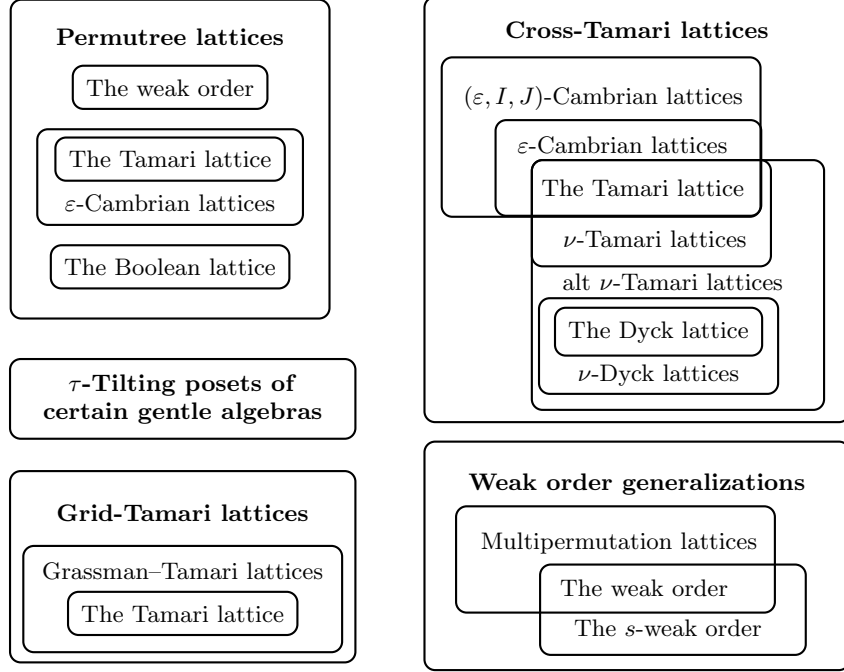 Permutree lattices
The weak order
The Tamari lattice
ε-Cambrian lattices
The Boolean lattice
τ-Tilting posets of
certain gentle algebras
Grid-Tamari lattices
Grassman–Tamari lattices
The Tamari lattice
Cross-Tamari lattices
(ε, I, J)-Cambrian lattices
ε-Cambrian lattices
The Tamari lattice
ν-Tamari lattices
alt ν-Tamari lattices
The Dyck lattice
ν-Dyck lattices
Weak order generalizations
Multipermutation lattices
The weak order
The s-weak order